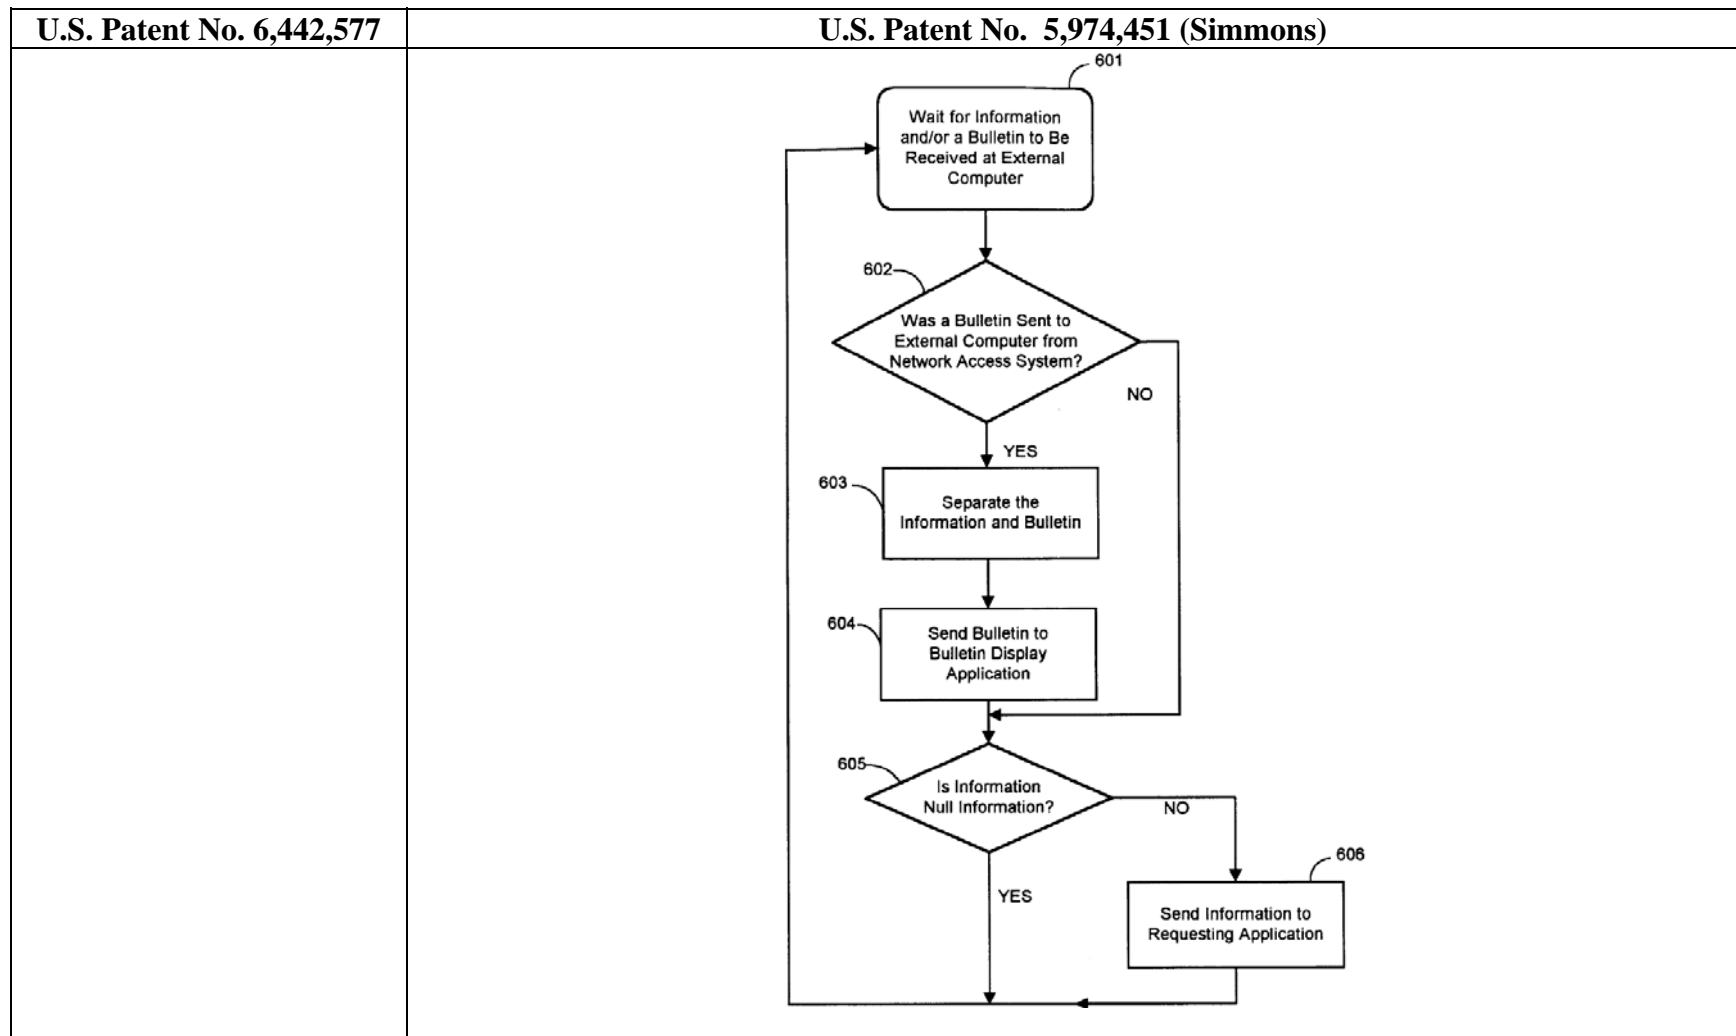 U.S. Patent No. 6,442,577
U.S. Patent No. 5,974,451 (Simmons)
601
Wait for Information
and/or a Bulletin to Be
Received at External
Computer
602
Was a Bulletin Sent to
External Computer from
Network Access System?
NO
YES
603
Separate the
Information and Bulletin
604
Send Bulletin to
Bulletin Display
Application
605
Is Information
Null Information?
NO
606
YES
Send Information to
Requesting Application